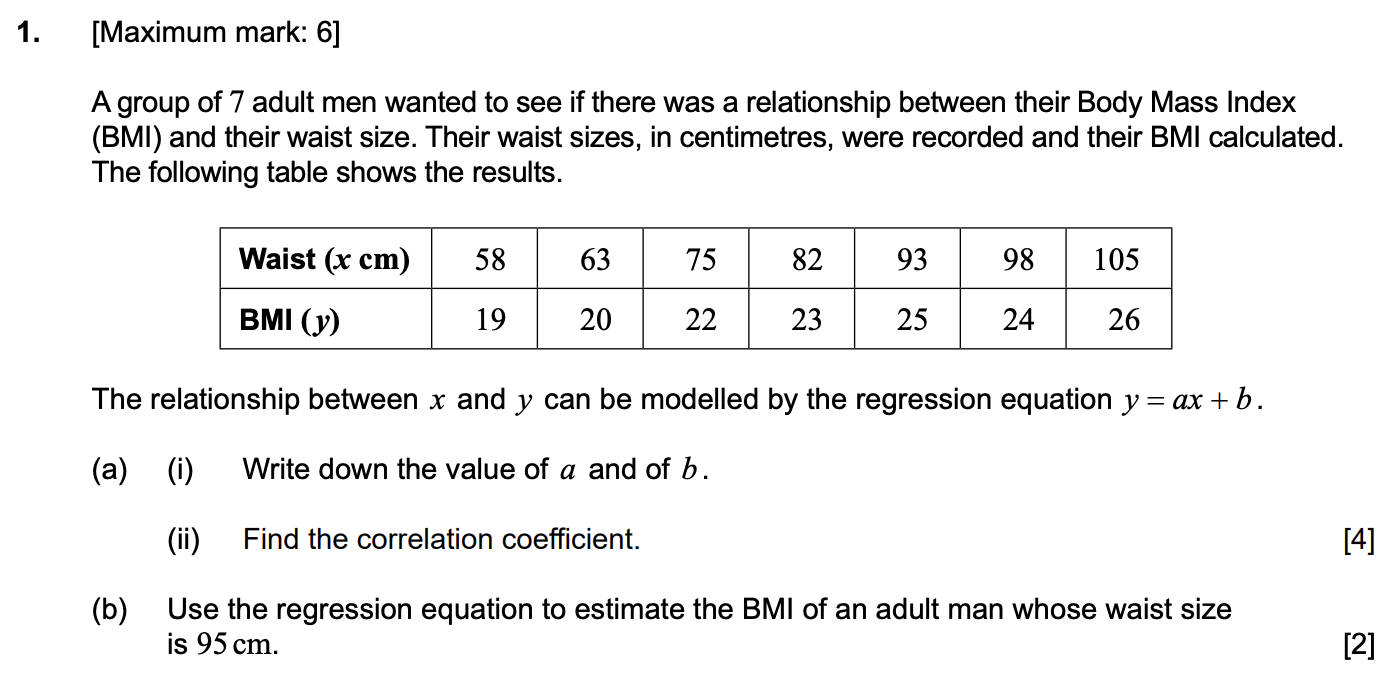 1. [Maximum mark: 6]
A group of 7 adult men wanted to see if there was a relationship between their Body Mass Index
(BMI) and their waist size. Their waist sizes, in centimetres, were recorded and their BMI calculated.
The following table shows the results.
Waist (x cm) 58 63 75 82 93 98 105
BMI (y) 19 20 22 23 25 24 26
The relationship between x and y can be modelled by the regression equation y = ax + b.
(a) (i) Write down the value of a and of b.
(ii) Find the correlation coefficient. [4]
(b) Use the regression equation to estimate the BMI of an adult man whose waist size
is 95 cm. [2]